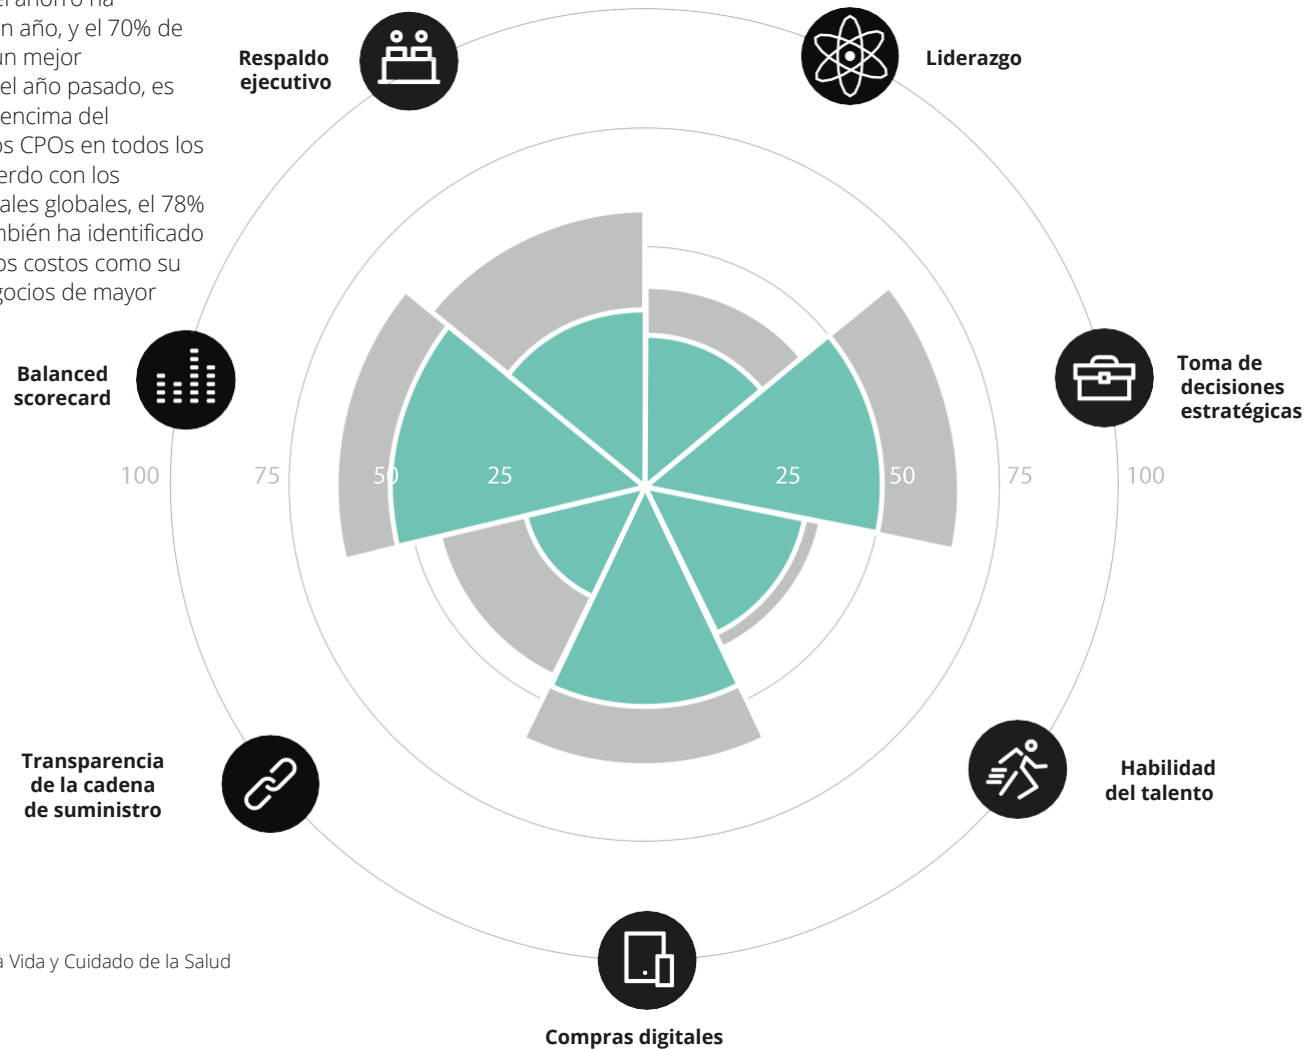 el ahorro ha
n año, y el 70% de
un mejor
el año pasado, es
encima del
os CPOs en todos los
erdo con los
ales globales, el 78%
mbién ha identificado
os costos como su
gocios de mayor
Respaldo
ejecutivo
Liderazgo
Balanced
scorecard
Toma de
decisiones
estratégicas
100 75 50 25 25 50 75 100
Transparencia
de la cadena
de suministro
Habilidad
del talento
a Vida y Cuidado de la Salud
Compras digitales